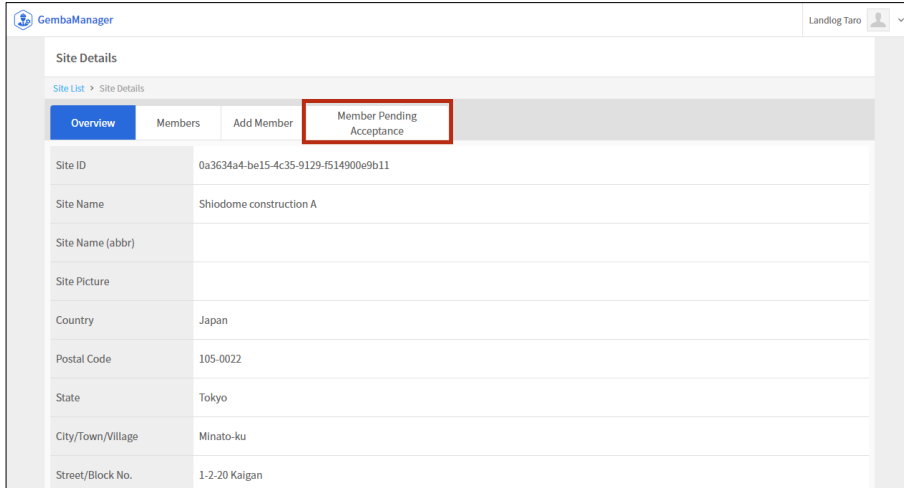 GembaManager
Landlog Taro
Site Details
Site List > Site Details
Overview
Members
Add Member
Member Pending
Acceptance
Site ID 0a3634a4-be15-4c35-9129-f514900e9b11
Site Name Shiodome construction A
Site Name (abbr)
Site Picture
Country Japan
Postal Code 105-0022
State Tokyo
City/Town/Village Minato-ku
Street/Block No. 1-2-20 Kaigan